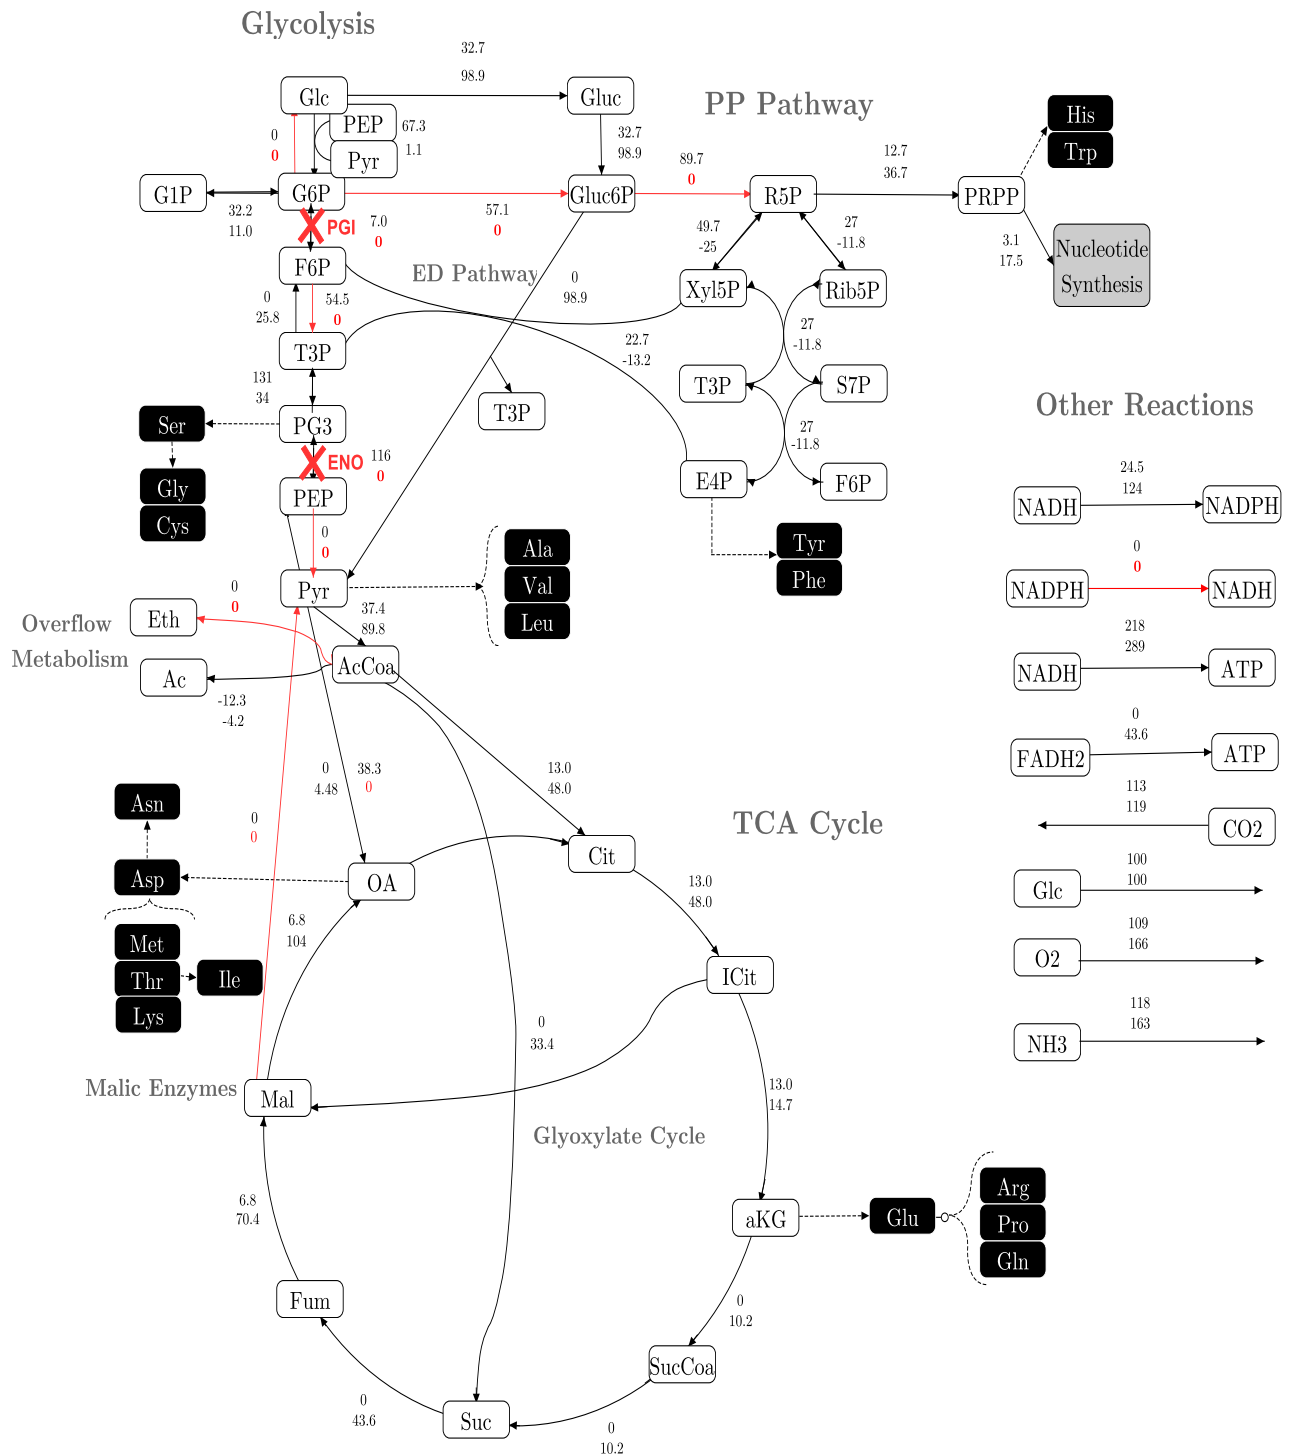 Glycolysis
32.7
98.9
Glc
Gluc
PEP
67.3
Pyr
1.1
0
0
32.7
98.9
PP Pathway
His
Trp
G1P
G6P
Gluc6P
89.7
0
R5P
12.7
36.7
PRPP
32.2
11.0
PGI
7.0
0
57.1
0
49.7
-25
27
-11.8
3.1
17.5
Nucleotide
Synthesis
F6P
ED Pathway
0
98.9
Xyl5P
Rib5P
0
25.8
54.5
0
T3P
22.7
-13.2
27
-11.8
131
34
T3P
T3P
S7P
Other Reactions
Ser
PG3
27
-11.8
ENO
116
0
Gly
Cys
PEP
E4P
F6P
24.5
124
NADH
NADPH
0
0
Ala
Val
Leu
Tyr
Phe
0
0
NADPH
NADH
Pyr
0
0
Eth
37.4
89.8
Overflow
Metabolism
Ac
AcCoa
-12.3
-4.2
218
289
NADH
ATP
0
43.6
FADH2
ATP
0
4.48
38.3
0
13.0
48.0
113
119
CO2
Asn
0
0
TCA Cycle
Asp
OA
Cit
13.0
48.0
100
100
Glc
Met
Thr
Lys
Ile
6.8
104
ICit
109
166
O2
0
33.4
118
163
NH3
Malic Enzymes
Mal
13.0
14.7
Glyoxylate Cycle
6.8
70.4
aKG
Glu
Arg
Pro
Gln
Fum
0
10.2
SucCoa
0
43.6
Suc
0
10.2